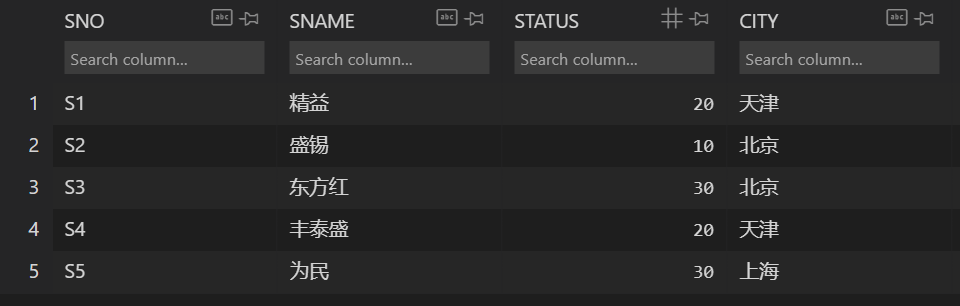 SNO SNAME STATUS CITY
Search column... Search column... Search column... Search column...
1 S1 精益 20 天津
2 S2 盛锡 10 北京
3 S3 东方红 30 北京
4 S4 丰泰盛 20 天津
5 S5 为民 30 上海